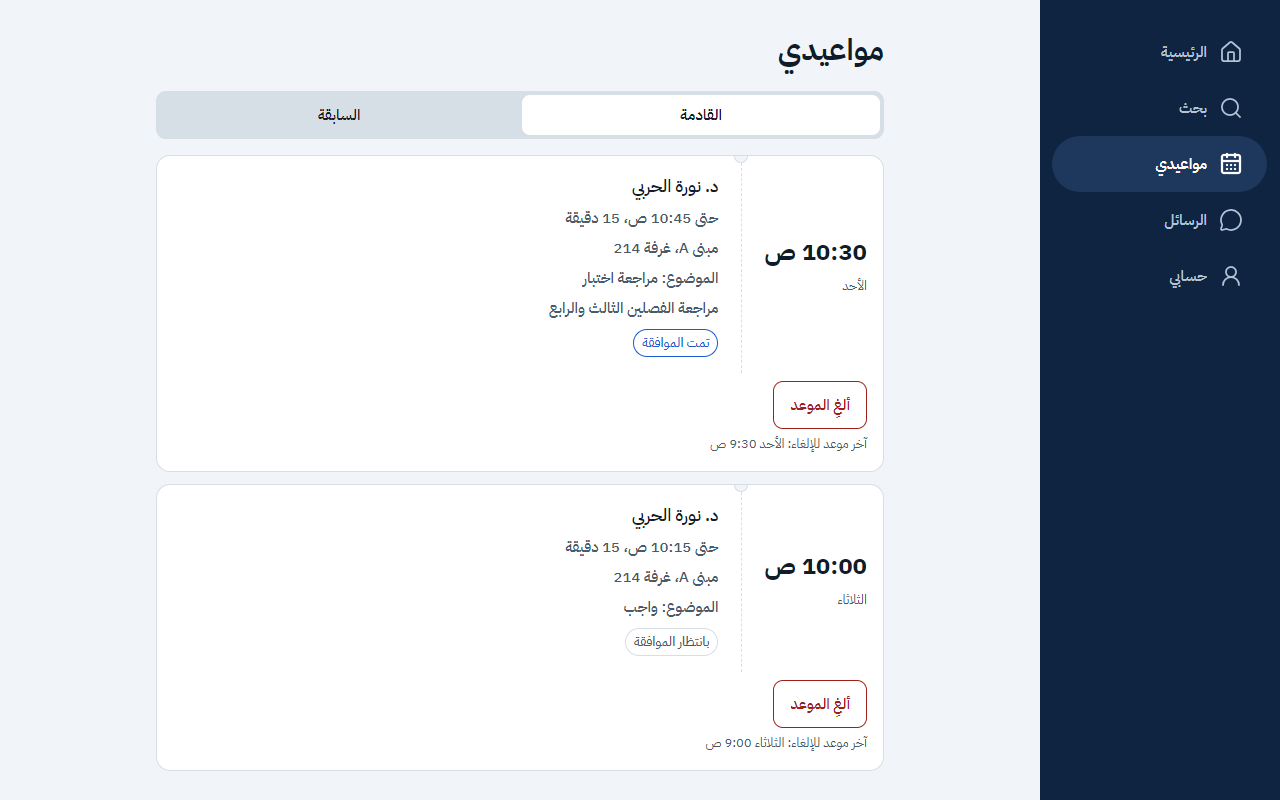 الرئيسية
بحث
مواعيدي
الرسائل
حسابي
مواعيدي
القادمة
السابقة
10:30 ص
الأحد
د. نورة الحربي
حتى 10:45 ص، 15 دقيقة
مبنى A، غرفة 214
الموضوع: مراجعة اختبار
مراجعة الفصلين الثالث والرابع
تمت الموافقة
ألغِ الموعد
آخر موعد للإلغاء: الأحد 9:30 ص
10:00 ص
الثلاثاء
د. نورة الحربي
حتى 10:15 ص، 15 دقيقة
مبنى A، غرفة 214
الموضوع: واجب
بانتظار الموافقة
ألغِ الموعد
آخر موعد للإلغاء: الثلاثاء 9:00 ص